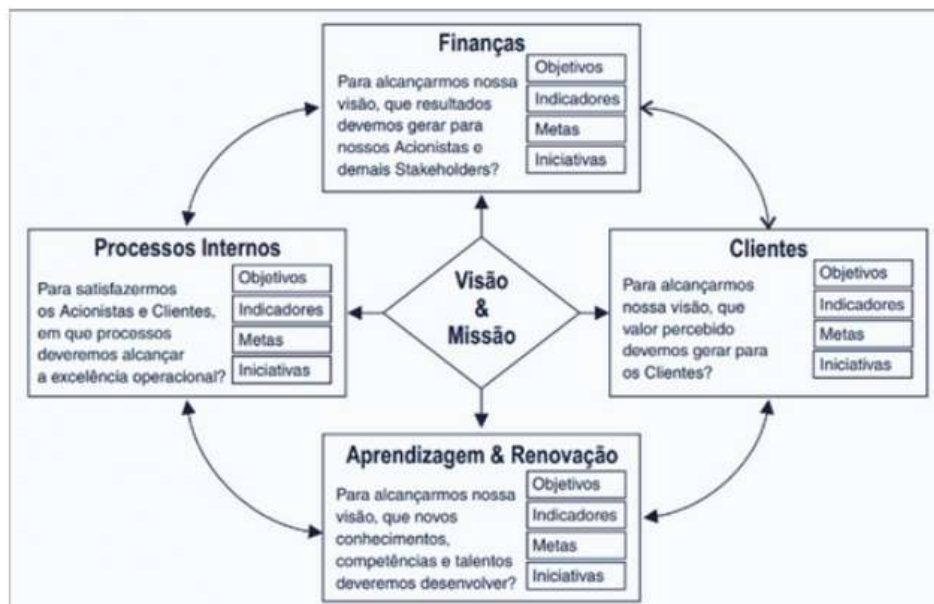 Finanças
Para alcançarmos nossa
visão, que resultados
devemos gerar para
nossos Acionistas e
demais Stakeholders?
Objetivos
Indicadores
Metas
Iniciativas
Processos Internos
Para satisfazermos
os Acionistas e Clientes,
em que processos
deveremos alcançar
a excelência operacional?
Objetivos
Indicadores
Metas
Iniciativas
Visão
&
Missão
Clientes
Para alcançarmos
nossa visão, que
valor percebido
devemos gerar para
os Clientes?
Objetivos
Indicadores
Metas
Iniciativas
Aprendizagem & Renovação
Para alcançarmos nossa
visão, que novos
conhecimentos,
competências e talentos
deveremos desenvolver?
Objetivos
Indicadores
Metas
Iniciativas